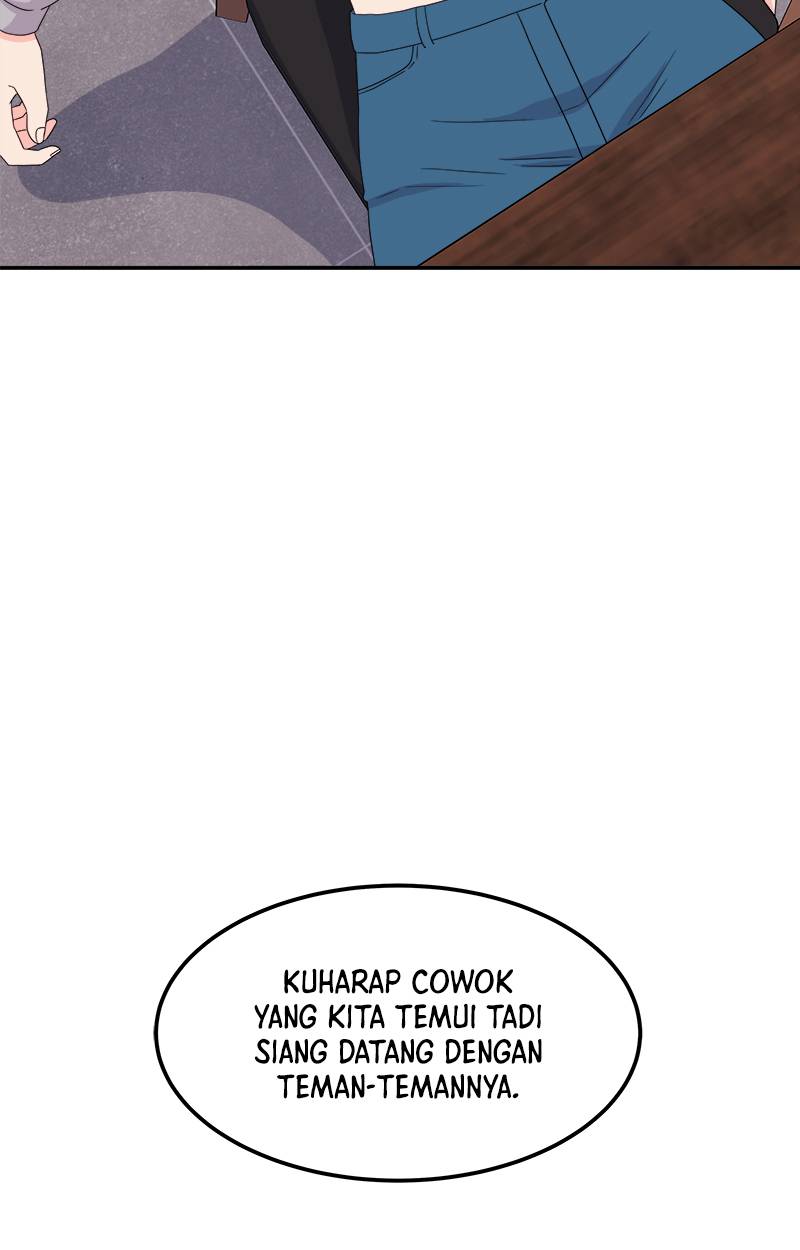 KUHARAP COWOK
YANG KITA TEMUI TADI
SIANG DATANG DENGAN
TEMAN-TEMANNYA.